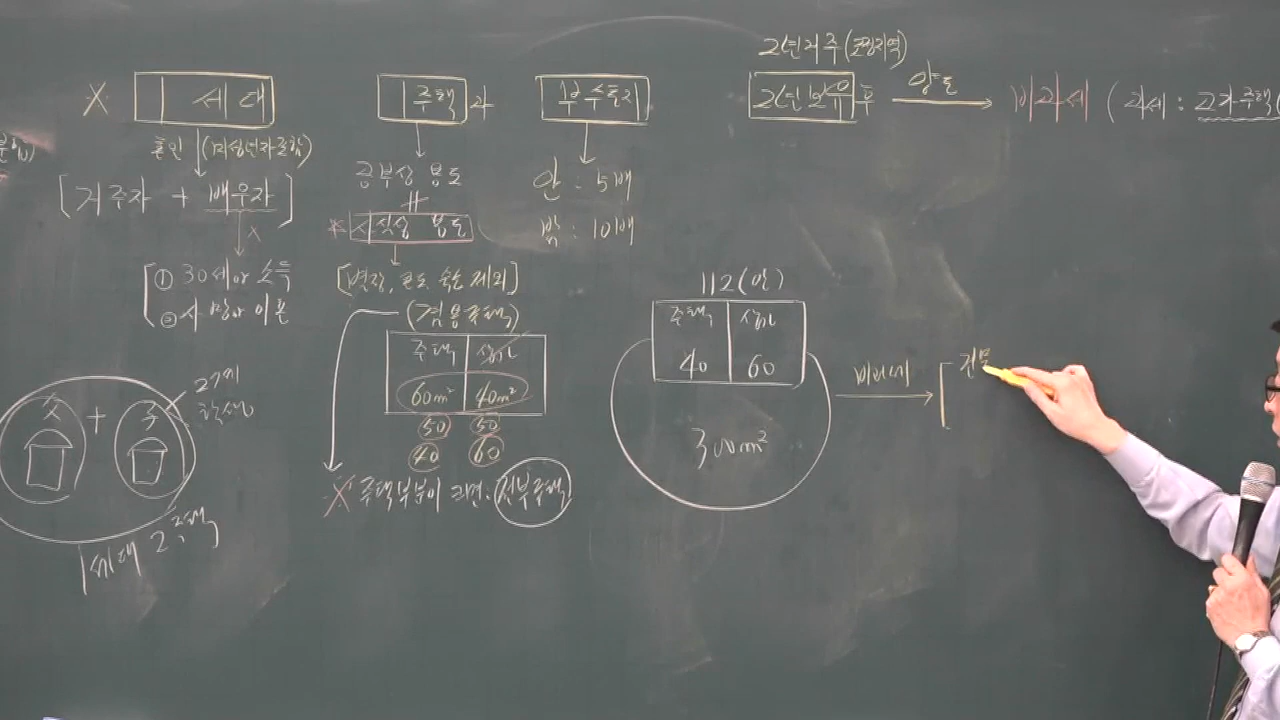 2년거주(조정지역)
X 1세대 1주택과 부수토지 2년보유 후 양도 비과세 (과세 : 고가주택
혼인 (미성년자포함)
[거주자 + 배우자]
X
① 30세 or 소득
② 사망 or 이혼
2개
학생
夫 + 妻
1세대 2주택
공부상 용도
※ 사실상 용도
[별장, 콘도 숙소 제외]
(겸용주택)
주택 상가
60m² 40m²
50 50
40 60
※ 주택부분이 크면 : 전부주택
안 : 5배
밖 : 10배
112(안)
주택 상가
40 60
300m²
비과세
건물